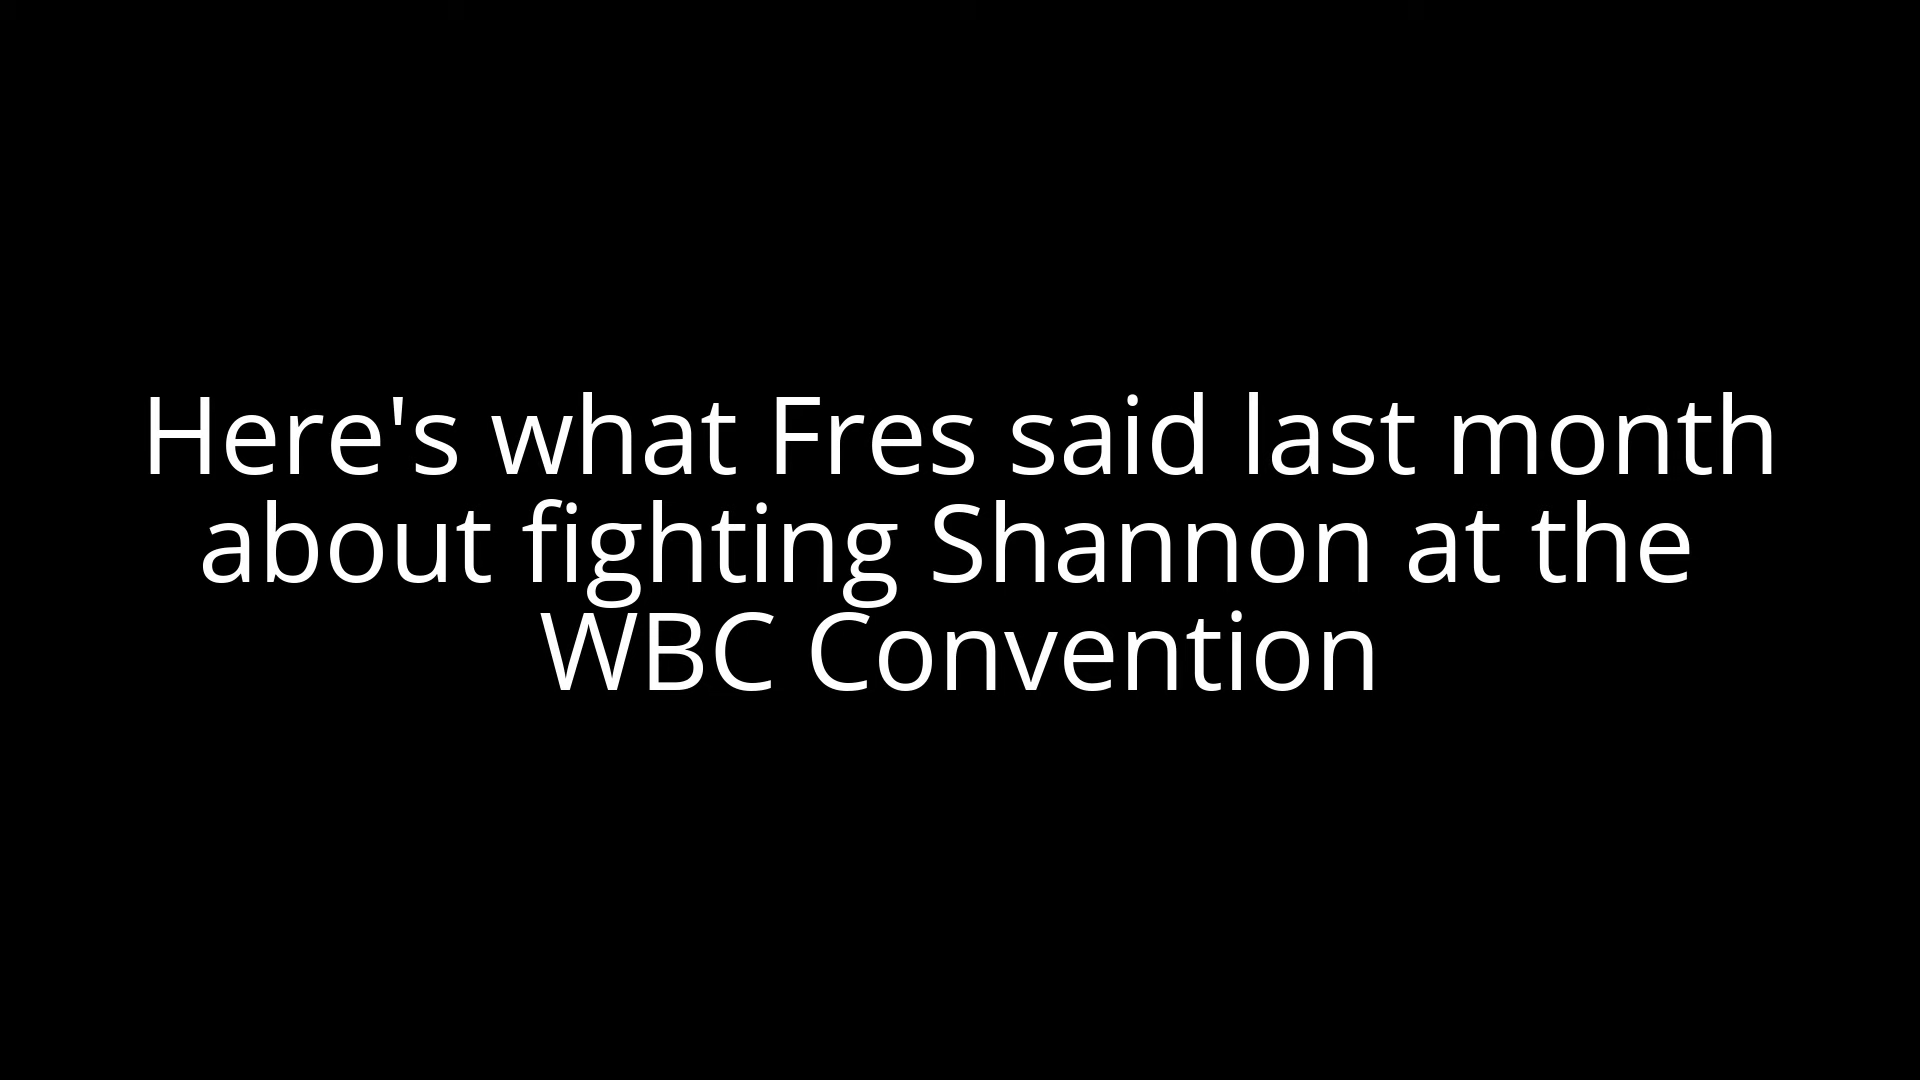 Here's what Fres said last month
about fighting Shannon at the
WBC Convention